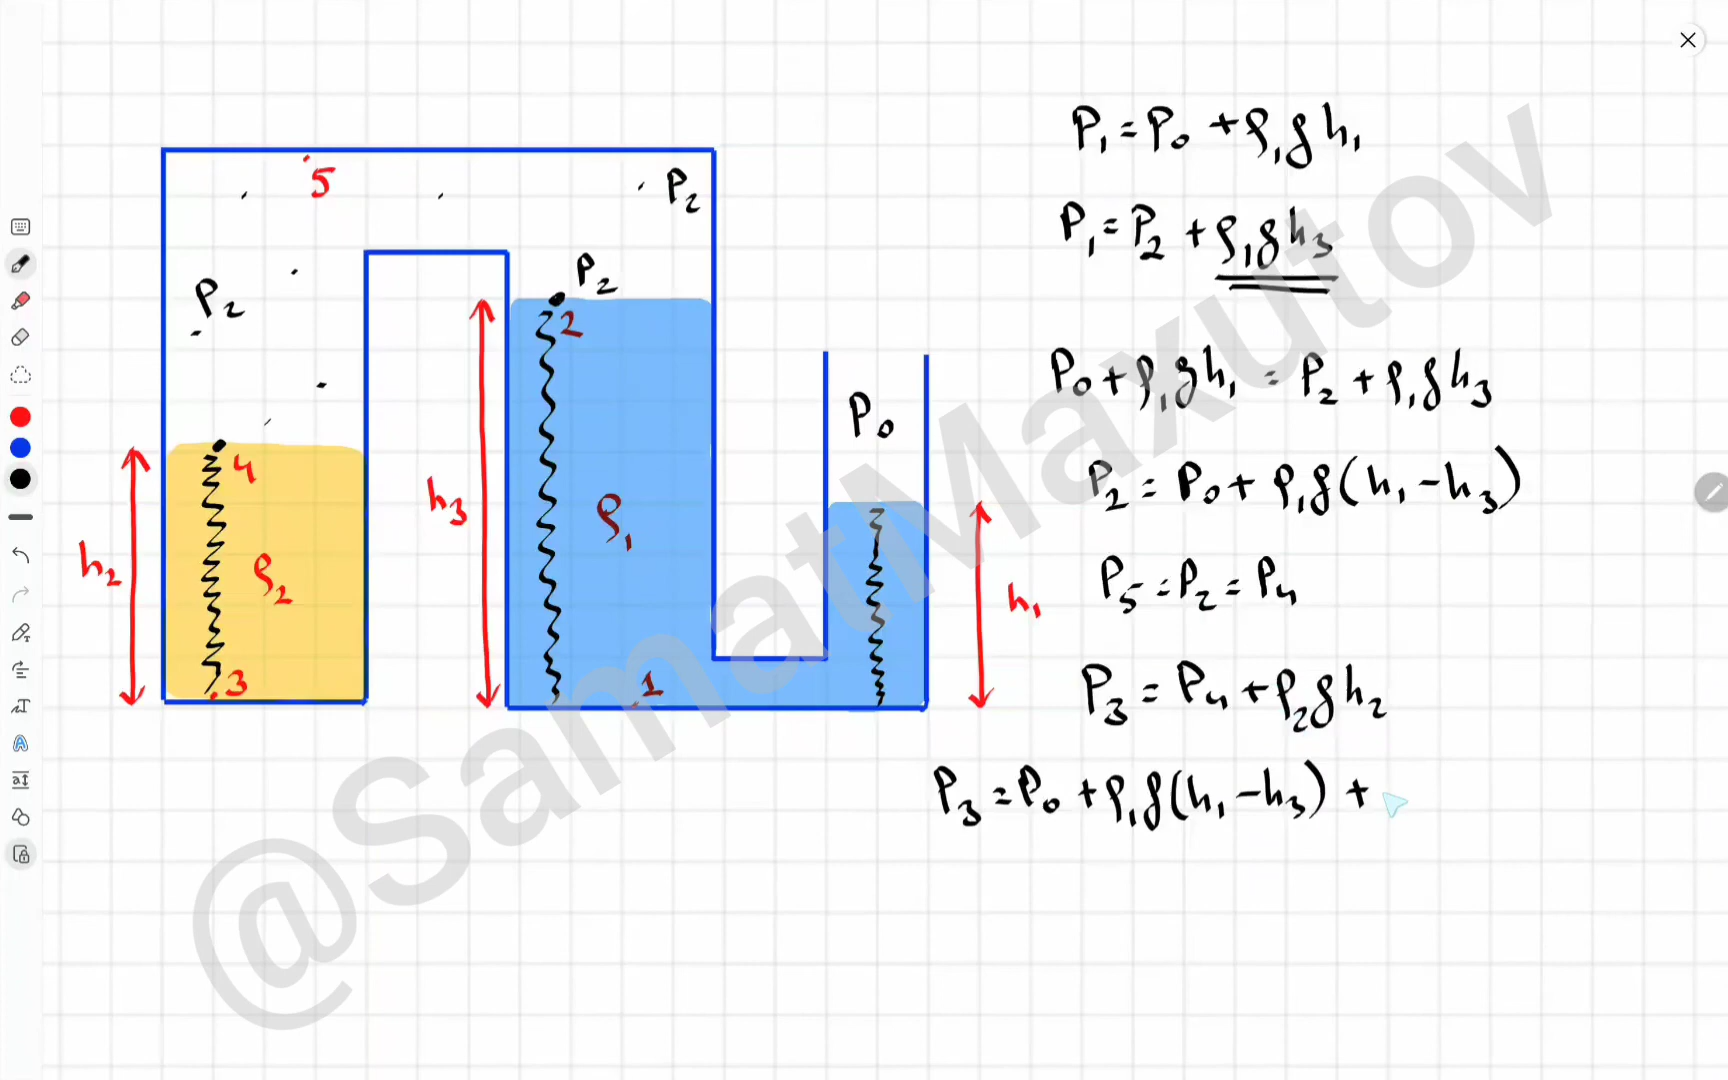 P₁ = P₀ + ρ₁gh₁
P₁ = P₂ + ρ₁gh₃
P₀ + ρ₁gh₁ = P₂ + ρ₁gh₃
P₂ = P₀ + ρ₁g(h₁ - h₃)
P₅ = P₂ = P₄
P₃ = P₄ + ρ₂gh₂
P₃ = P₀ + ρ₁g(h₁ - h₃) +
5
P₂
P₂
P₂
2
P₀
4
h₃
ρ₁
h₂
ρ₂
h₁
3
1
@SamatMaxutov